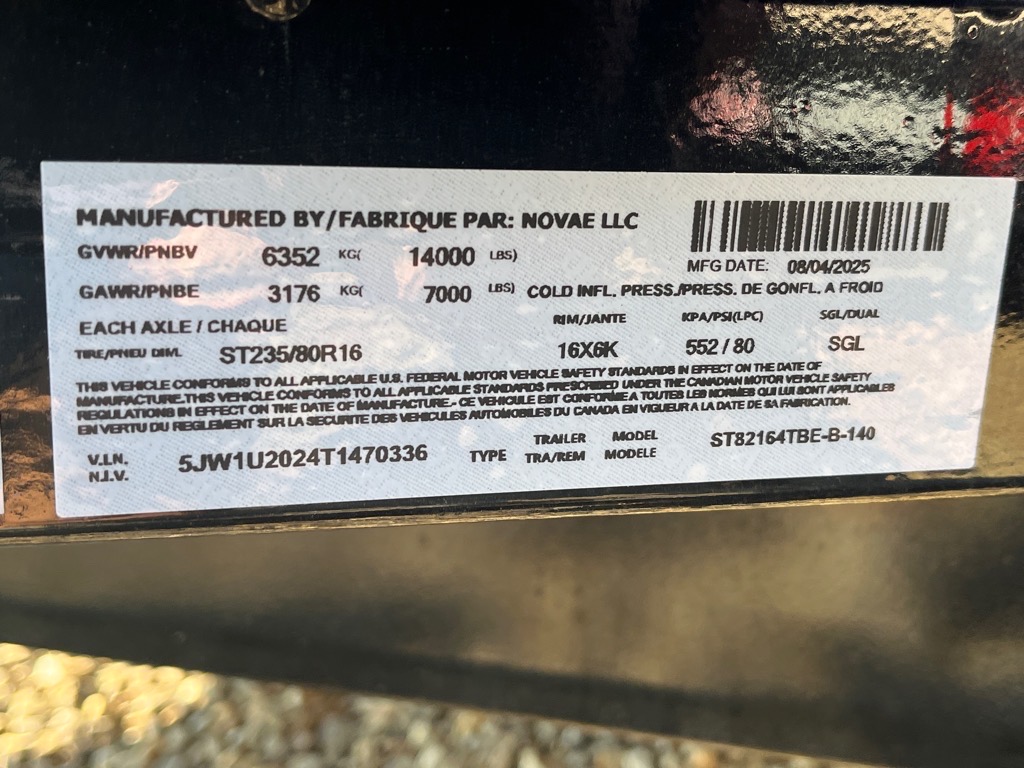 MANUFACTURED BY/FABRIQUE PAR: NOVAE LLC
MFG DATE: 08/04/2025
GVWR/PNBV 6352 KG( 14000 LBS)
GAWR/PNBE 3176 KG( 7000 LBS) COLD INFL. PRESS./PRESS. DE GONFL. A FROID
EACH AXLE / CHAQUE RIM/JANTE KPA/PSI(LPC) SGL/DUAL
TIRE/PNEU DIM. ST235/80R16 16X6K 552 / 80 SGL
THIS VEHICLE CONFORMS TO ALL APPLICABLE U.S. FEDERAL MOTOR VEHICLE SAFETY STANDARDS IN EFFECT ON THE DATE OF
MANUFACTURE.THIS VEHICLE CONFORMS TO ALL APPLICABLE STANDARDS PRESCRIBED UNDER THE CANADIAN MOTOR VEHICLE SAFETY
REGULATIONS IN EFFECT ON THE DATE OF MANUFACTURE.- CE VEHICULE EST CONFORME A TOUTES LES NORMES QUI LUI SONT APPLICABLES
EN VERTU DU REGLEMENT SUR LA SECURITE DES VEHICULES AUTOMOBILES DU CANADA EN VIGUEUR A LA DATE DE SA FABRICATION.
V.I.N. 5JW1U2024T1470336 TYPE TRAILER MODEL ST82164TBE-B-140
N.I.V. TRA/REM MODELE